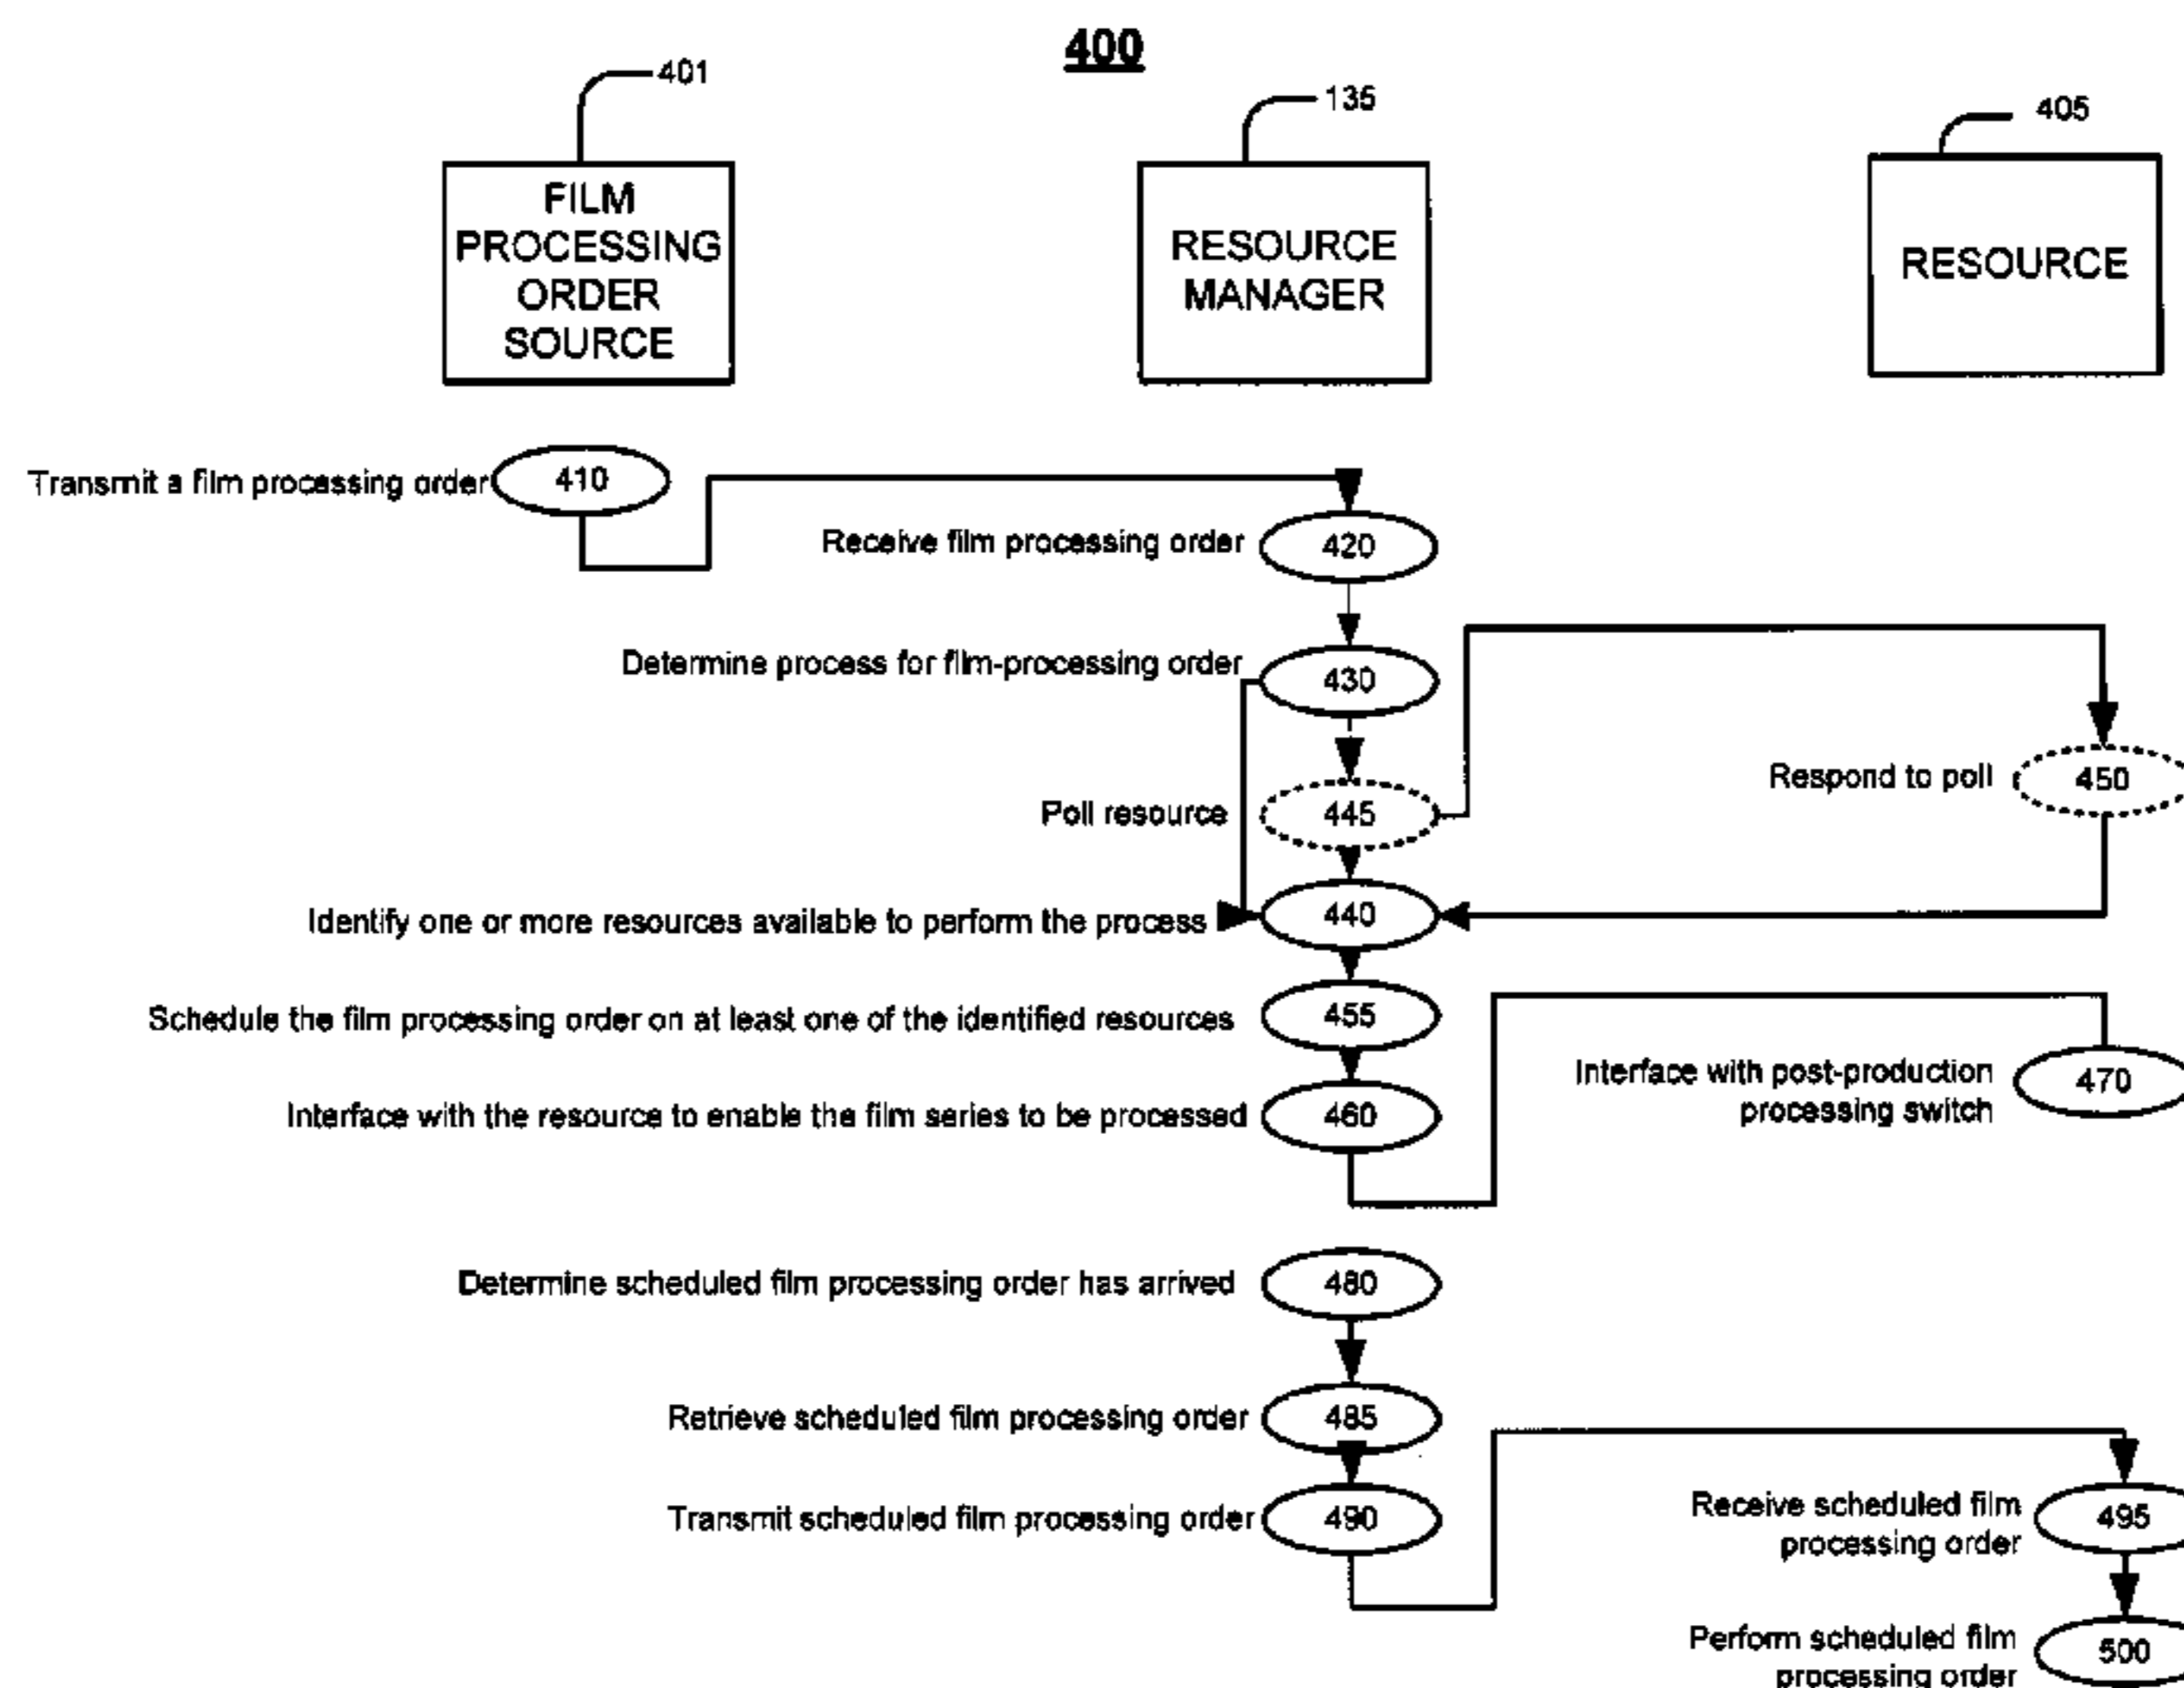 400
401
135
405
FILM
PROCESSING
ORDER
SOURCE
RESOURCE
MANAGER
RESOURCE
Transmit a film processing order
410
Receive film processing order
420
Determine process for film-processing order
430
Poll resource
445
Respond to poll
450
Identify one or more resources available to perform the process
440
Schedule the film processing order on at least one of the identified resources
455
Interface with the resource to enable the film series to be processed
460
Interface with post-production
processing switch
470
Determine scheduled film processing order has arrived
480
Retrieve scheduled film processing order
485
Transmit scheduled film processing order
490
Receive scheduled film
processing order
495
Perform scheduled film
processing order
500